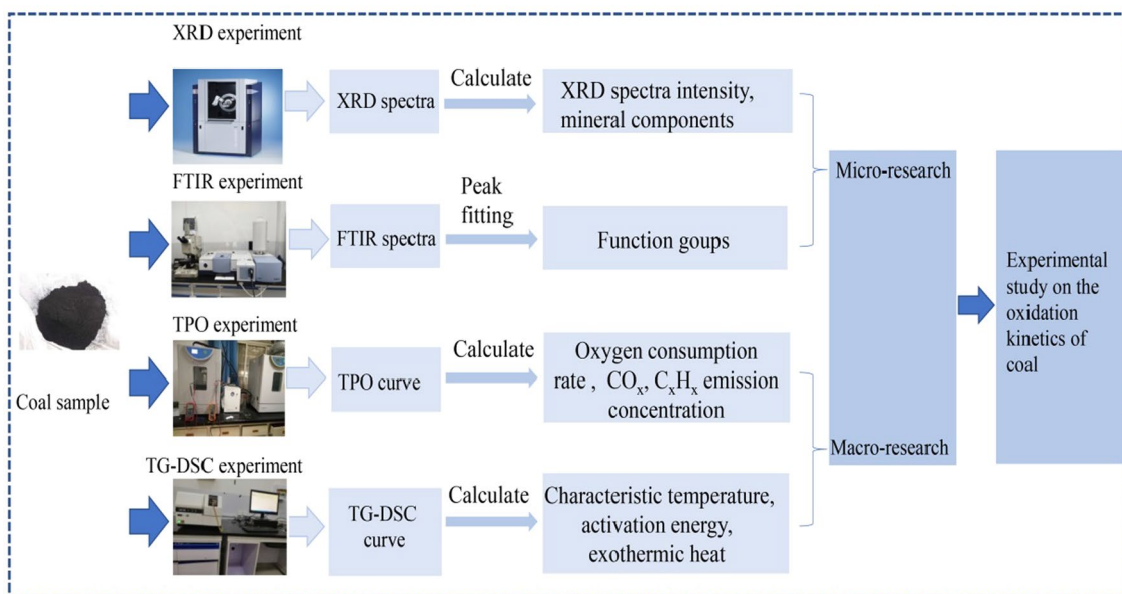 XRD experiment
XRD spectra
Calculate
XRD spectra intensity,
mineral components
FTIR experiment
FTIR spectra
Peak
fitting
Function goups
Micro-research
Coal sample
TPO experiment
TPO curve
Calculate
Oxygen consumption
rate , COx, CxHx emission
concentration
TG-DSC experiment
TG-DSC
curve
Calculate
Characteristic temperature,
activation energy,
exothermic heat
Macro-research
Experimental
study on the
oxidation
kinetics of
coal